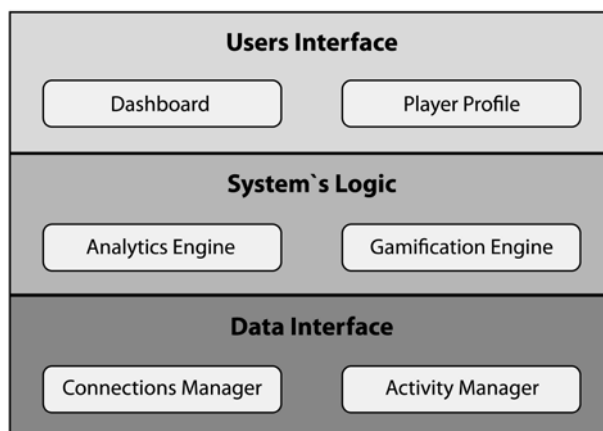 Users Interface
Dashboard
Player Profile
System`s Logic
Analytics Engine
Gamification Engine
Data Interface
Connections Manager
Activity Manager